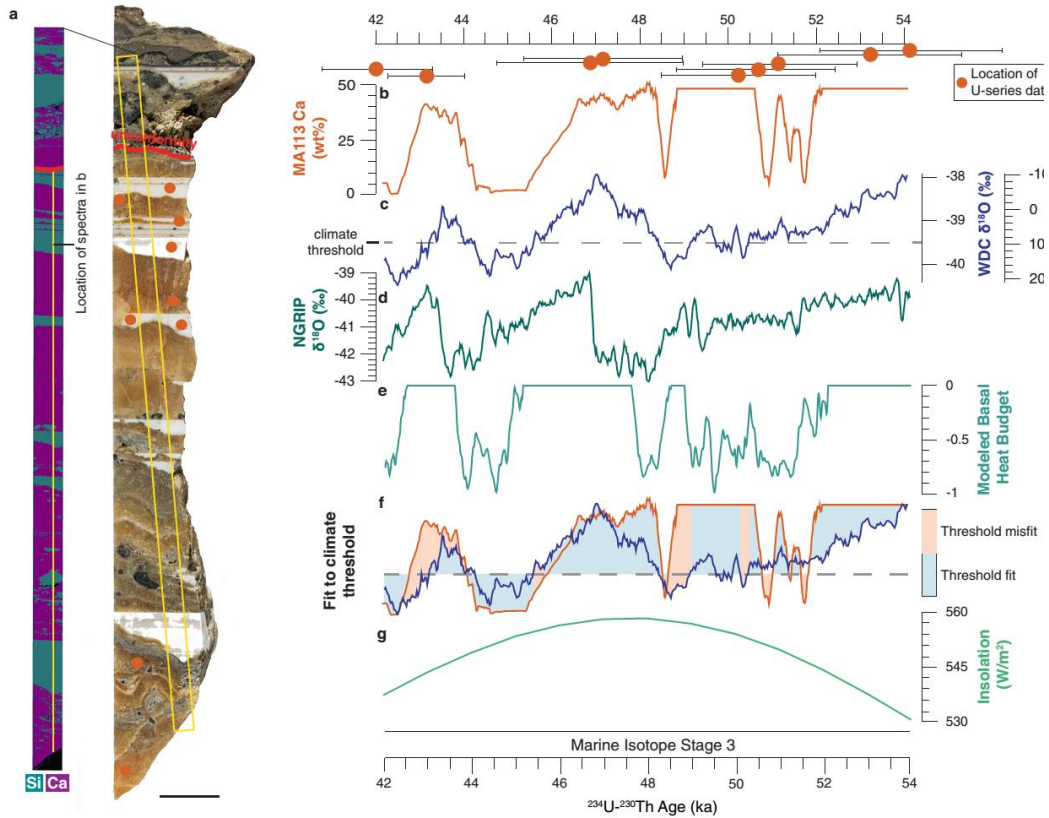 a
42 44 46 48 50 52 54
Location of
U-series date
b
MA113 Ca
(wt%)
50
25
0
unconformity
Location of spectra in b
c
climate
threshold
-38
-39
-40
WDC δ¹⁸O (‰)
-10
0
10
20
d
NGRIP
δ¹⁸O (‰)
-39
-40
-41
-42
-43
e
0
-0.5
-1
Modeled Basal
Heat Budget
f
Fit to climate
threshold
Threshold misfit
Threshold fit
g
560
545
530
Insolation
(W/m²)
Marine Isotope Stage 3
42 44 46 48 50 52 54
²³⁴U-²³⁰Th Age (ka)
Si Ca